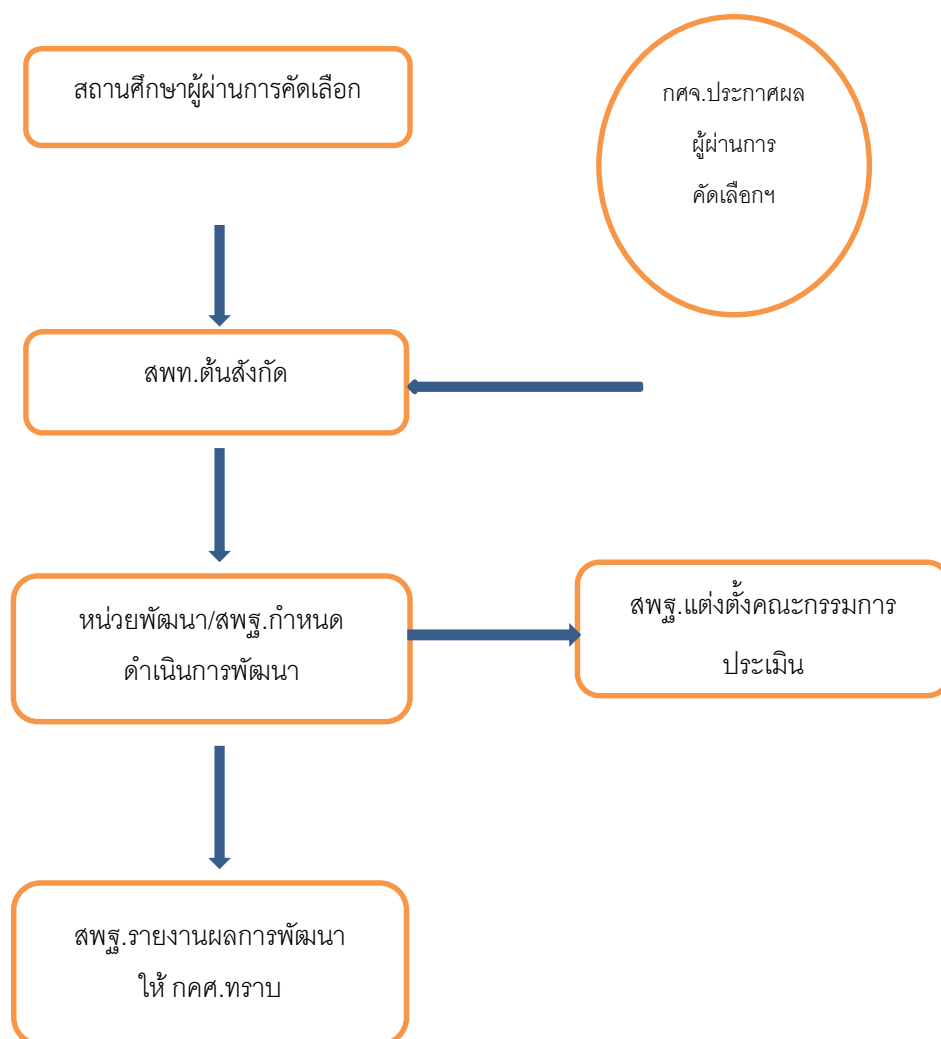 สถานศึกษาผู้ผ่านการคัดเลือก
กศจ.ประกาศผล
ผู้ผ่านการ
คัดเลือกฯ
สพท.ต้นสังกัด
หน่วยพัฒนา/สพฐ.กำหนด
ดำเนินการพัฒนา
สพฐ.แต่งตั้งคณะกรรมการ
ประเมิน
สพฐ.รายงานผลการพัฒนา
ให้ กคศ.ทราบ